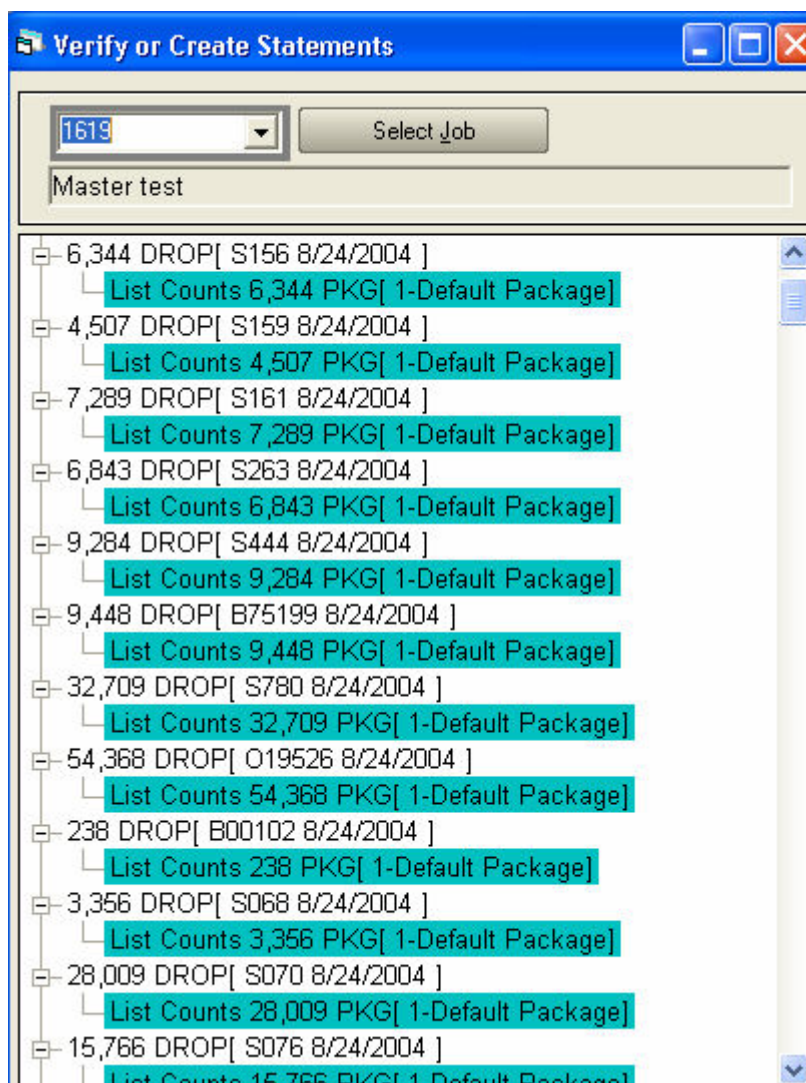 Verify or Create Statements
1619 Select Job
Master test
6,344 DROP[ S156 8/24/2004 ]
List Counts 6,344 PKG[ 1-Default Package]
4,507 DROP[ S159 8/24/2004 ]
List Counts 4,507 PKG[ 1-Default Package]
7,289 DROP[ S161 8/24/2004 ]
List Counts 7,289 PKG[ 1-Default Package]
6,843 DROP[ S263 8/24/2004 ]
List Counts 6,843 PKG[ 1-Default Package]
9,284 DROP[ S444 8/24/2004 ]
List Counts 9,284 PKG[ 1-Default Package]
9,448 DROP[ B75199 8/24/2004 ]
List Counts 9,448 PKG[ 1-Default Package]
32,709 DROP[ S780 8/24/2004 ]
List Counts 32,709 PKG[ 1-Default Package]
54,368 DROP[ O19526 8/24/2004 ]
List Counts 54,368 PKG[ 1-Default Package]
238 DROP[ B00102 8/24/2004 ]
List Counts 238 PKG[ 1-Default Package]
3,356 DROP[ S068 8/24/2004 ]
List Counts 3,356 PKG[ 1-Default Package]
28,009 DROP[ S070 8/24/2004 ]
List Counts 28,009 PKG[ 1-Default Package]
15,766 DROP[ S076 8/24/2004 ]
List Counts 15,766 PKG[ 1-Default Package]